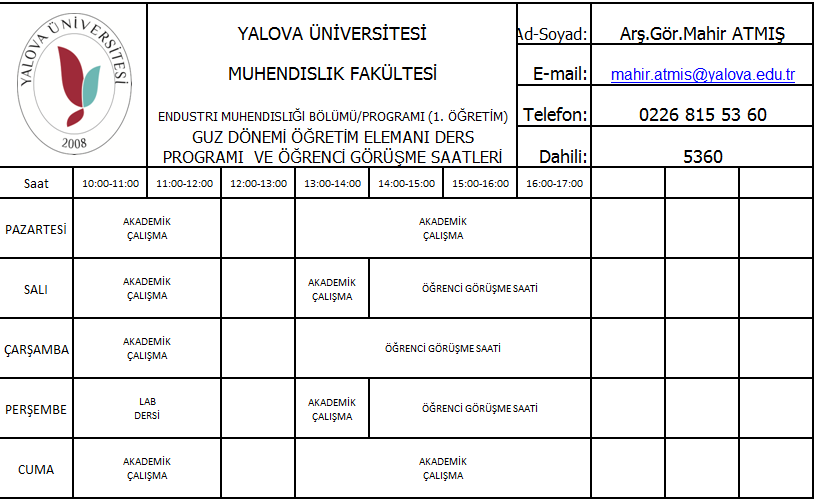 YALOVA ÜNİVERSİTESİ
2008
YALOVA ÜNİVERSİTESİ
MUHENDISLIK FAKÜLTESİ
ENDUSTRI MUHENDISLIĞI BÖLÜMÜ/PROGRAMI (1. ÖĞRETİM)
GUZ DÖNEMİ ÖĞRETİM ELEMANI DERS
PROGRAMI VE ÖĞRENCİ GÖRÜŞME SAATLERİ
Ad-Soyad: Arş.Gör.Mahir ATMIŞ
E-mail: mahir.atmis@yalova.edu.tr
Telefon: 0226 815 53 60
Dahili: 5360
Saat 10:00-11:00 11:00-12:00 12:00-13:00 13:00-14:00 14:00-15:00 15:00-16:00 16:00-17:00
PAZARTESİ
AKADEMİK
ÇALIŞMA
AKADEMİK
ÇALIŞMA
SALI
AKADEMİK
ÇALIŞMA
AKADEMİK
ÇALIŞMA
ÖĞRENCİ GÖRÜŞME SAATİ
ÇARŞAMBA
AKADEMİK
ÇALIŞMA
ÖĞRENCİ GÖRÜŞME SAATİ
PERŞEMBE
LAB
DERSİ
AKADEMİK
ÇALIŞMA
ÖĞRENCİ GÖRÜŞME SAATİ
CUMA
AKADEMİK
ÇALIŞMA
AKADEMİK
ÇALIŞMA